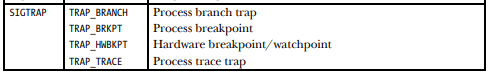 SIGTRAP TRAP_BRANCH Process branch trap
TRAP_BRKPT Process breakpoint
TRAP_HWBKPT Hardware breakpoint/watchpoint
TRAP_TRACE Process trace trap